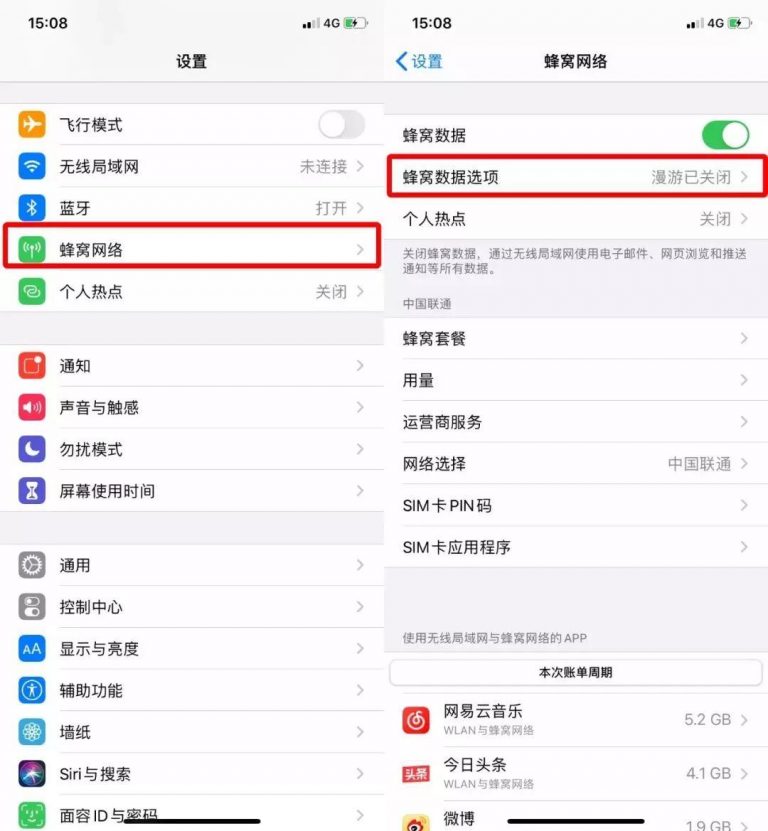 15:08
4G
设置
飞行模式
无线局域网
未连接
蓝牙
打开
蜂窝网络
个人热点
关闭
通知
声音与触感
勿扰模式
屏幕使用时间
通用
控制中心
AA
显示与亮度
辅助功能
墙纸
Siri与搜索
面容ID与密码
15:08
4G
设置
蜂窝网络
蜂窝数据
蜂窝数据选项
漫游已关闭
个人热点
关闭
关闭蜂窝数据，通过无线局域网使用电子邮件、网页浏览和推送
通知等所有数据。
中国联通
蜂窝套餐
用量
运营商服务
网络选择
中国联通
SIM卡PIN码
SIM卡应用程序
使用无线局域网与蜂窝网络的APP
本次账单周期
网易云音乐
WLAN与蜂窝网络
5.2 GB
头条
今日头条
WLAN与蜂窝网络
4.1 GB
微博
1.9 GB